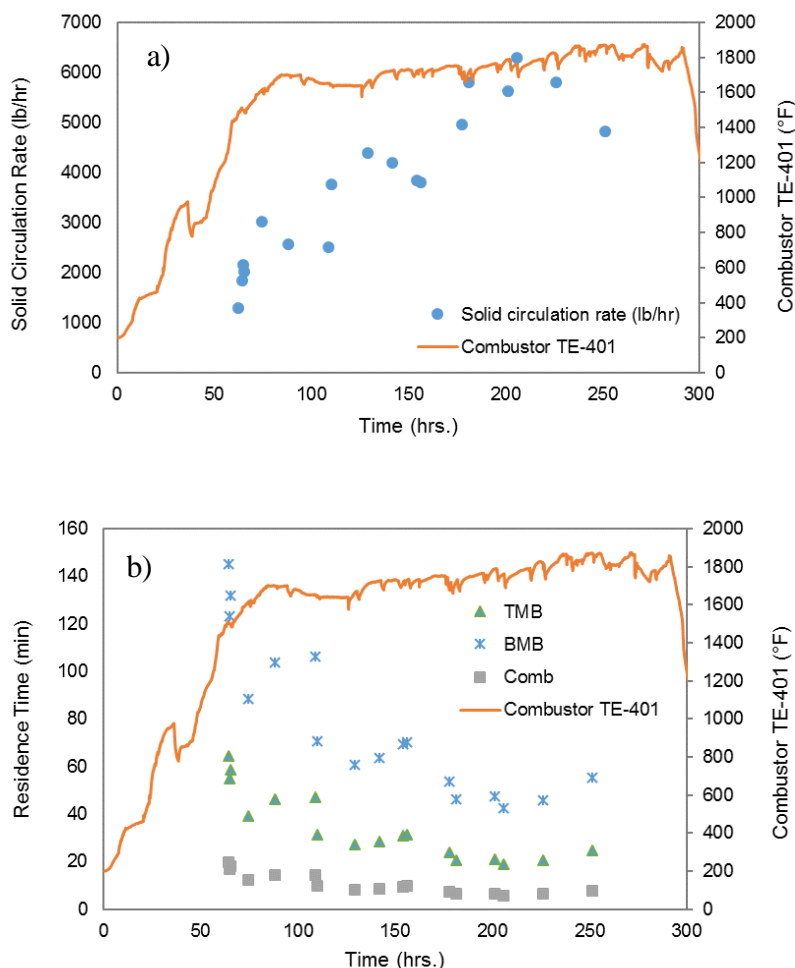 a)
Solid Circulation Rate (lb/hr)
7000
6000
5000
4000
3000
2000
1000
0
2000
1800
1600
1400
1200
1000
800
600
400
200
0
Combustor TE-401 (°F)
Solid circulation rate (lb/hr)
Combustor TE-401
0 50 100 150 200 250 300
Time (hrs.)
b)
Residence Time (min)
160
140
120
100
80
60
40
20
0
2000
1800
1600
1400
1200
1000
800
600
400
200
0
Combustor TE-401 (°F)
TMB
BMB
Comb
Combustor TE-401
0 50 100 150 200 250 300
Time (hrs.)